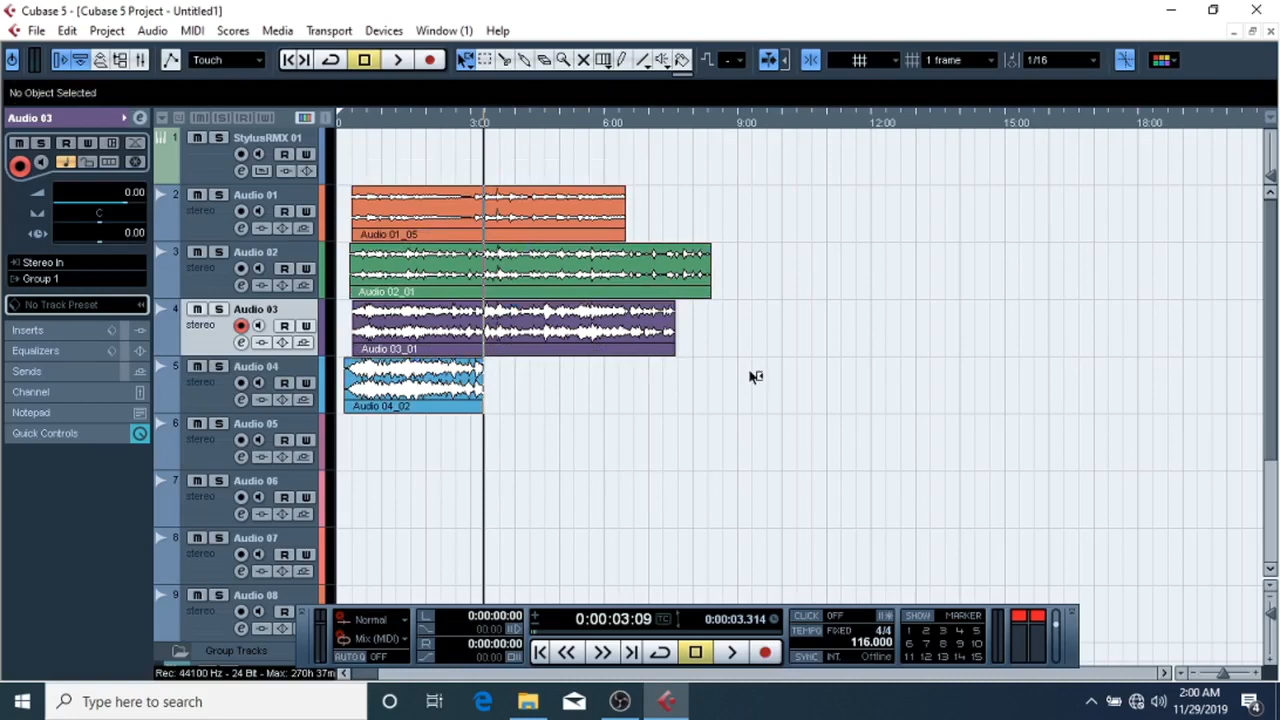 Cubase 5 - [Cubase 5 Project - Untitled1]
File Edit Project Audio MIDI Scores Media Transport Devices Window (1) Help
Touch 1 frame 1/16
No Object Selected
Audio 03
M S R W
0.00
C
0.00
Stereo In
Group 1
No Track Preset
Inserts
Equalizers
Sends
Channel
Notepad
Quick Controls
0 3:00 6:00 9:00 12:00 15:00 18:00
1 M S StylusRMX 01
R W
2 M S Audio 01
stereo R W
Audio 01_05
3 M S Audio 02
stereo R W
Audio 02_01
4 M S Audio 03
stereo R W
Audio 03_01
5 M S Audio 04
stereo R W
Audio 04_02
6 M S Audio 05
stereo R W
7 M S Audio 06
stereo R W
8 M S Audio 07
stereo R W
9 M S Audio 08
stereo R
Group Tracks
Normal
Mix (MIDI)
AUTO Q OFF
L 0:00:00:00
00.00
R 0:00:00:00
00.00
0:00:03:09 0:00:03.314
CLICK OFF
TEMPO FIXED 4/4
116.000
SYNC INT. Offline
SHOW MARKER
1 2 3 4 5
6 7 8 9 10
11 12 13 14 15
Rec: 44100 Hz - 24 Bit - Max: 270h 37m
Type here to search
2:00 AM
11/29/2019
4